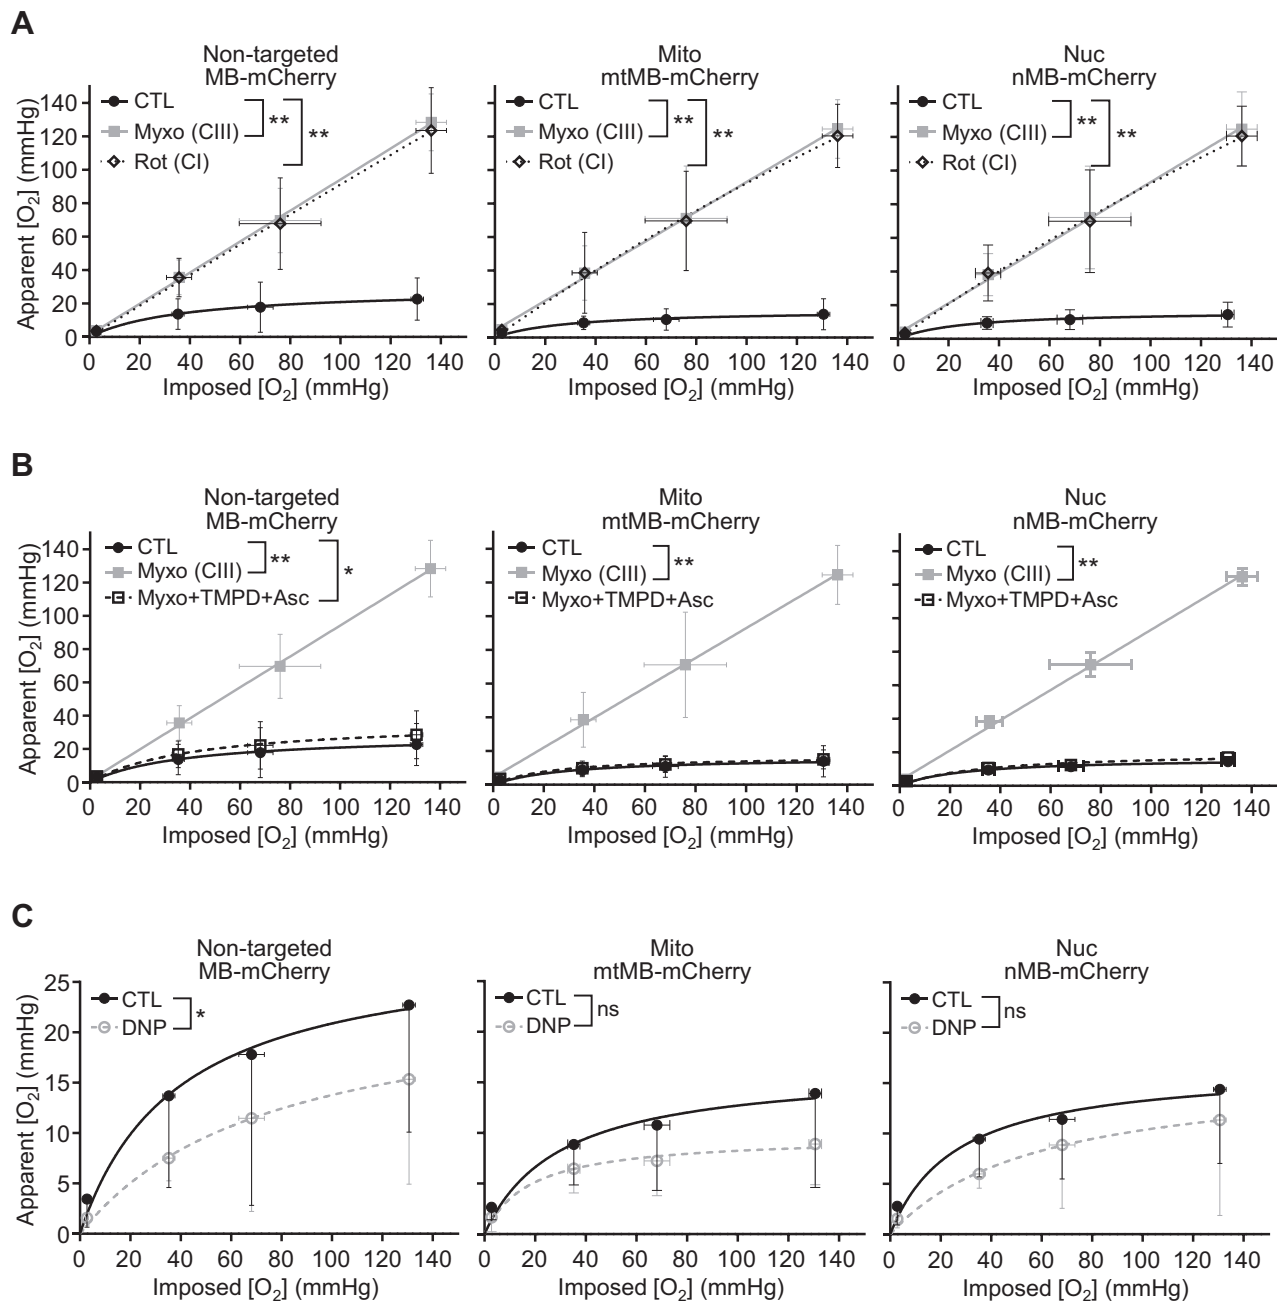 A
Non-targeted
MB-mCherry
Apparent [O₂] (mmHg)
140
120
100
80
60
40
20
0
CTL
Myxo (CIII)
Rot (CI)
**
**
0 20 40 60 80 100 120 140
Imposed [O₂] (mmHg)
Mito
mtMB-mCherry
CTL
Myxo (CIII)
Rot (CI)
**
**
0 20 40 60 80 100 120 140
Imposed [O₂] (mmHg)
Nuc
nMB-mCherry
CTL
Myxo (CIII)
Rot (CI)
**
**
0 20 40 60 80 100 120 140
Imposed [O₂] (mmHg)
B
Non-targeted
MB-mCherry
Apparent [O₂] (mmHg)
140
120
100
80
60
40
20
0
CTL
Myxo (CIII)
Myxo+TMPD+Asc
**
*
0 20 40 60 80 100 120 140
Imposed [O₂] (mmHg)
Mito
mtMB-mCherry
CTL
Myxo (CIII)
Myxo+TMPD+Asc
**
0 20 40 60 80 100 120 140
Imposed [O₂] (mmHg)
Nuc
nMB-mCherry
CTL
Myxo (CIII)
Myxo+TMPD+Asc
**
0 20 40 60 80 100 120 140
Imposed [O₂] (mmHg)
C
Non-targeted
MB-mCherry
Apparent [O₂] (mmHg)
25
20
15
10
5
0
CTL
DNP
*
0 20 40 60 80 100 120 140
Imposed [O₂] (mmHg)
Mito
mtMB-mCherry
CTL
DNP
ns
0 20 40 60 80 100 120 140
Imposed [O₂] (mmHg)
Nuc
nMB-mCherry
CTL
DNP
ns
0 20 40 60 80 100 120 140
Imposed [O₂] (mmHg)